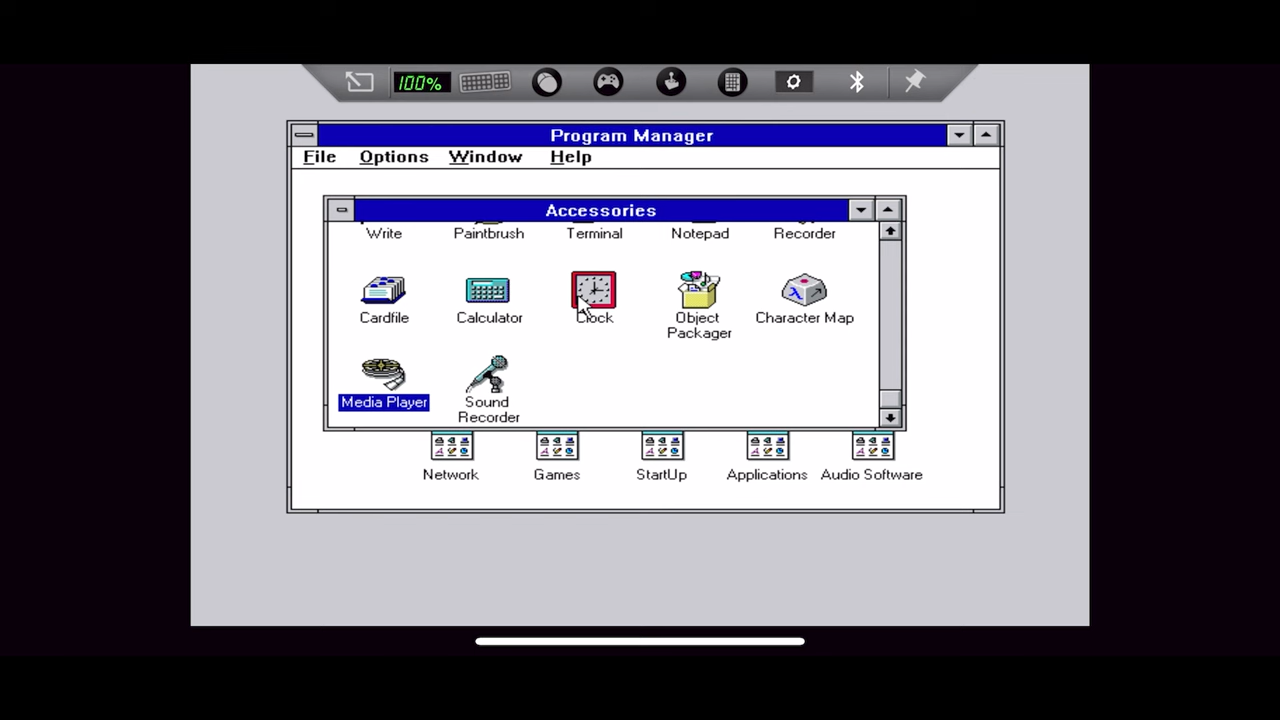 100%
Program Manager
File Options Window Help
Accessories
Write Paintbrush Terminal Notepad Recorder
Cardfile Calculator Clock Object Packager Character Map
Media Player Sound Recorder
Network Games StartUp Applications Audio Software